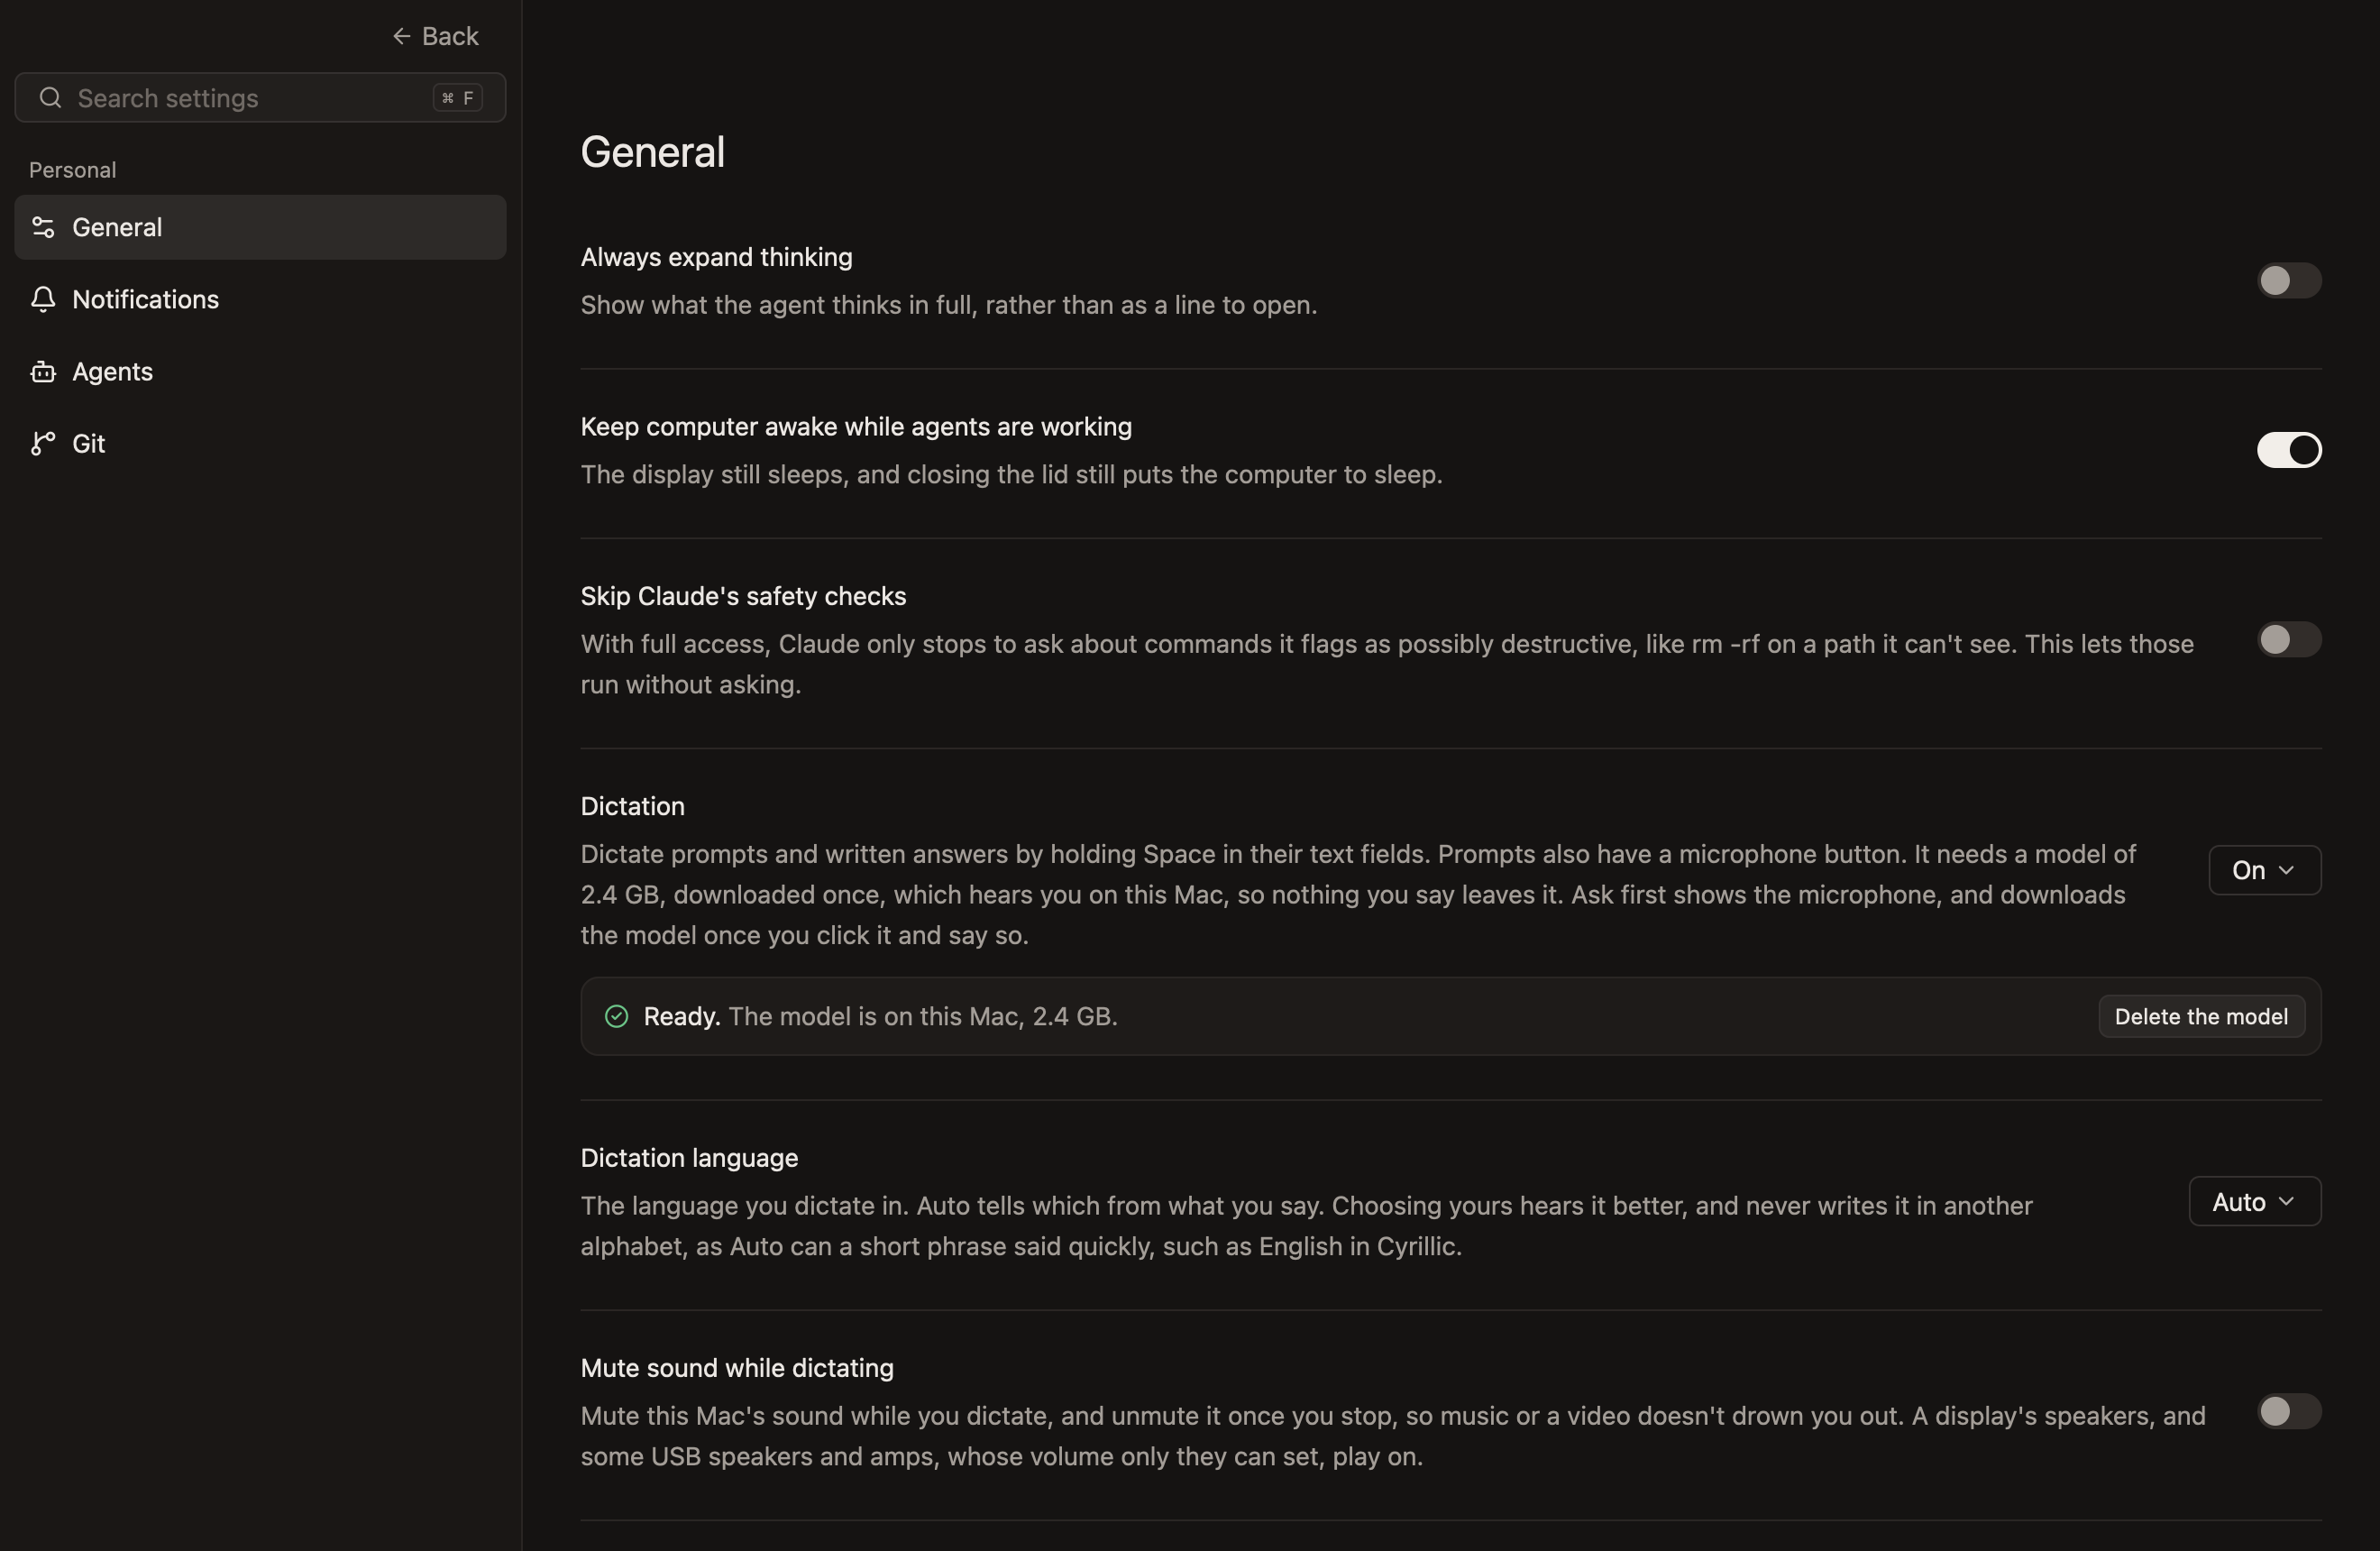 Back
Search settings
⌘ F
Personal
General
Notifications
Agents
Git
General
Always expand thinking
Show what the agent thinks in full, rather than as a line to open.
Keep computer awake while agents are working
The display still sleeps, and closing the lid still puts the computer to sleep.
Skip Claude's safety checks
With full access, Claude only stops to ask about commands it flags as possibly destructive, like rm -rf on a path it can't see. This lets those
run without asking.
Dictation
Dictate prompts and written answers by holding Space in their text fields. Prompts also have a microphone button. It needs a model of
2.4 GB, downloaded once, which hears you on this Mac, so nothing you say leaves it. Ask first shows the microphone, and downloads
the model once you click it and say so.
On
Ready. The model is on this Mac, 2.4 GB.
Delete the model
Dictation language
The language you dictate in. Auto tells which from what you say. Choosing yours hears it better, and never writes it in another
alphabet, as Auto can a short phrase said quickly, such as English in Cyrillic.
Auto
Mute sound while dictating
Mute this Mac's sound while you dictate, and unmute it once you stop, so music or a video doesn't drown you out. A display's speakers, and
some USB speakers and amps, whose volume only they can set, play on.